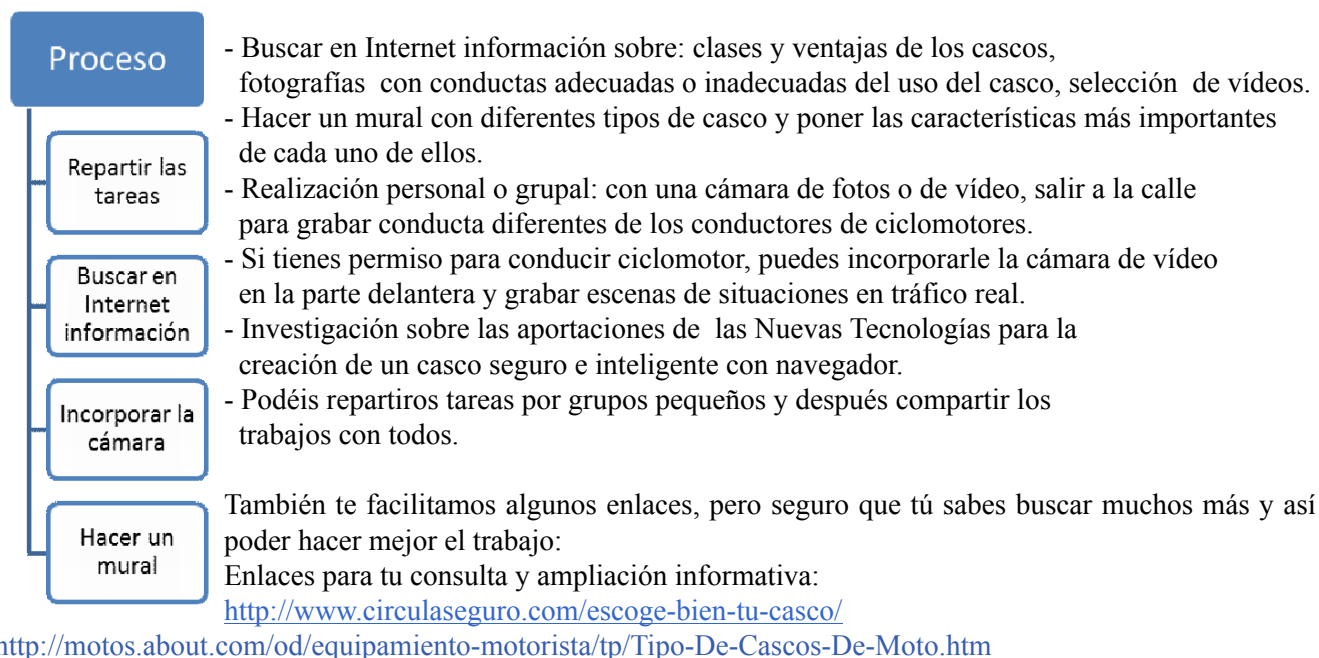 Proceso
Repartir las
tareas
Buscar en
Internet
información
Incorporar la
cámara
Hacer un
mural
- Buscar en Internet información sobre: clases y ventajas de los cascos,
fotografías con conductas adecuadas o inadecuadas del uso del casco, selección de vídeos.
- Hacer un mural con diferentes tipos de casco y poner las características más importantes
de cada uno de ellos.
- Realización personal o grupal: con una cámara de fotos o de vídeo, salir a la calle
para grabar conducta diferentes de los conductores de ciclomotores.
- Si tienes permiso para conducir ciclomotor, puedes incorporarle la cámara de vídeo
en la parte delantera y grabar escenas de situaciones en tráfico real.
- Investigación sobre las aportaciones de las Nuevas Tecnologías para la
creación de un casco seguro e inteligente con navegador.
- Podéis repartiros tareas por grupos pequeños y después compartir los
trabajos con todos.
También te facilitamos algunos enlaces, pero seguro que tú sabes buscar muchos más y así
poder hacer mejor el trabajo:
Enlaces para tu consulta y ampliación informativa:
http://www.circulaseguro.com/escoge-bien-tu-casco/
http://motos.about.com/od/equipamiento-motorista/tp/Tipo-De-Cascos-De-Moto.htm